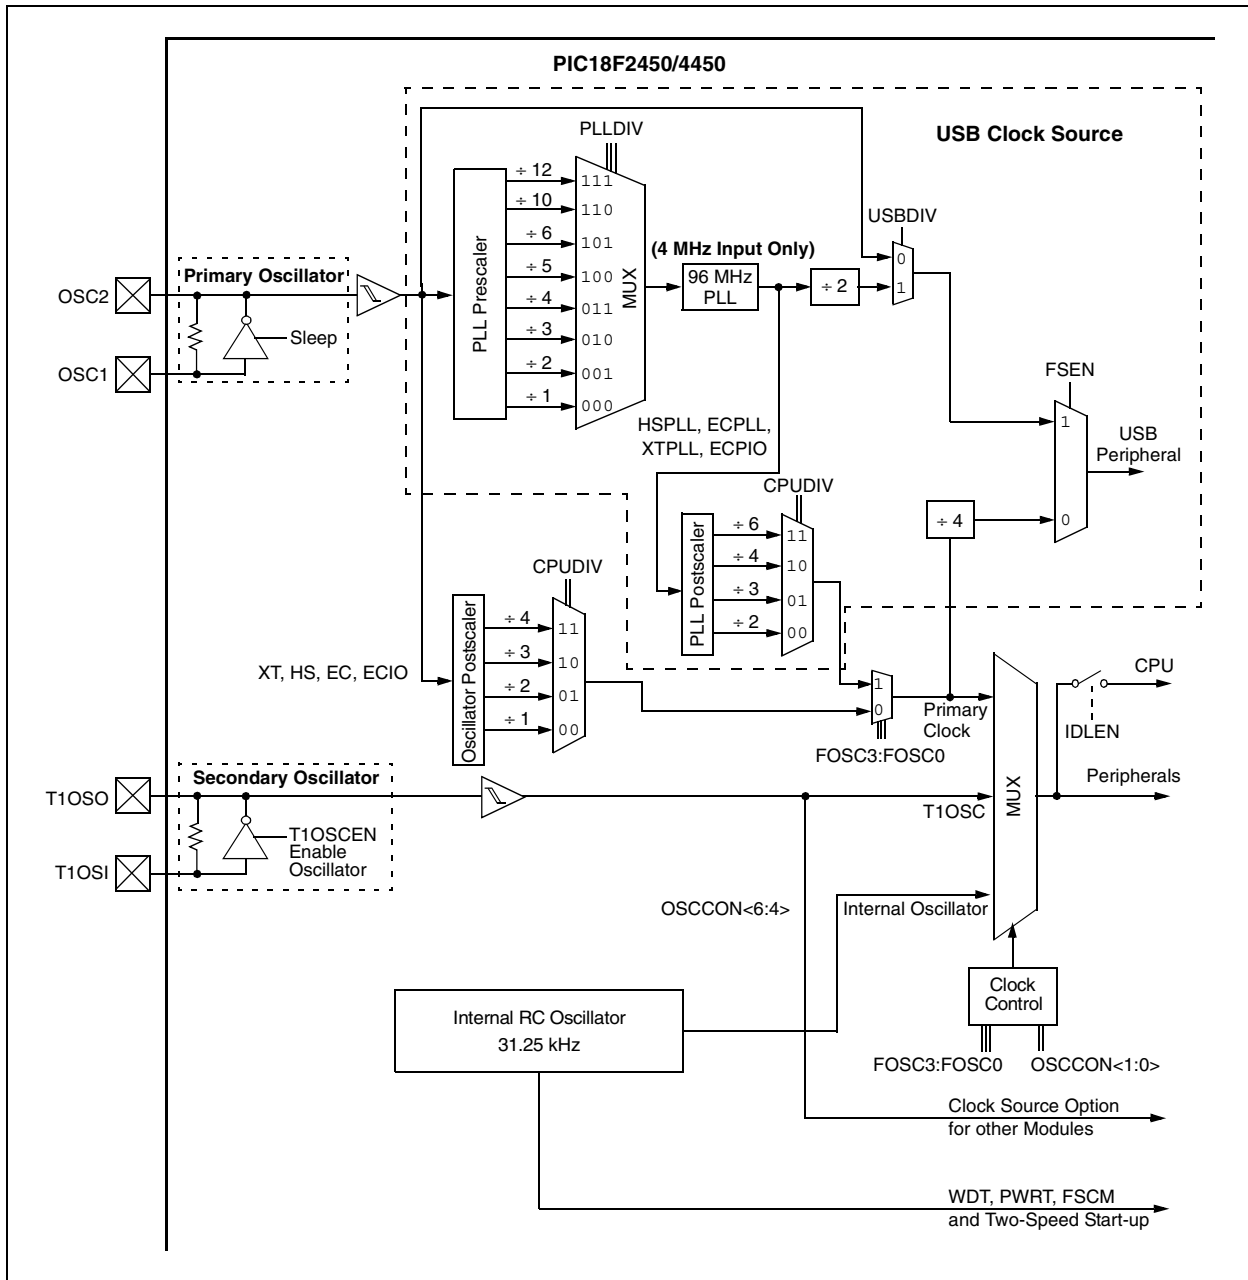 PIC18F2450/4450
USB Clock Source
PLLDIV
÷ 12
111
÷ 10
110
÷ 6
101
÷ 5
100
÷ 4
011
÷ 3
010
÷ 2
001
÷ 1
000
PLL Prescaler
MUX
(4 MHz Input Only)
96 MHz
PLL
÷ 2
USBDIV
0
1
Primary Oscillator
OSC2
OSC1
Sleep
FSEN
1
0
USB
Peripheral
÷ 4
HSPLL, ECPLL,
XTPLL, ECPIO
CPUDIV
PLL Postscaler
÷ 6
11
÷ 4
10
÷ 3
01
÷ 2
00
CPUDIV
XT, HS, EC, ECIO
Oscillator Postscaler
÷ 4
11
÷ 3
10
÷ 2
01
÷ 1
00
1
0
Primary
Clock
FOSC3:FOSC0
MUX
CPU
IDLEN
Peripherals
Secondary Oscillator
T1OSO
T1OSI
T1OSCEN
Enable
Oscillator
T1OSC
OSCCON<6:4>
Internal Oscillator
Internal RC Oscillator
31.25 kHz
Clock
Control
FOSC3:FOSC0
OSCCON<1:0>
Clock Source Option
for other Modules
WDT, PWRT, FSCM
and Two-Speed Start-up